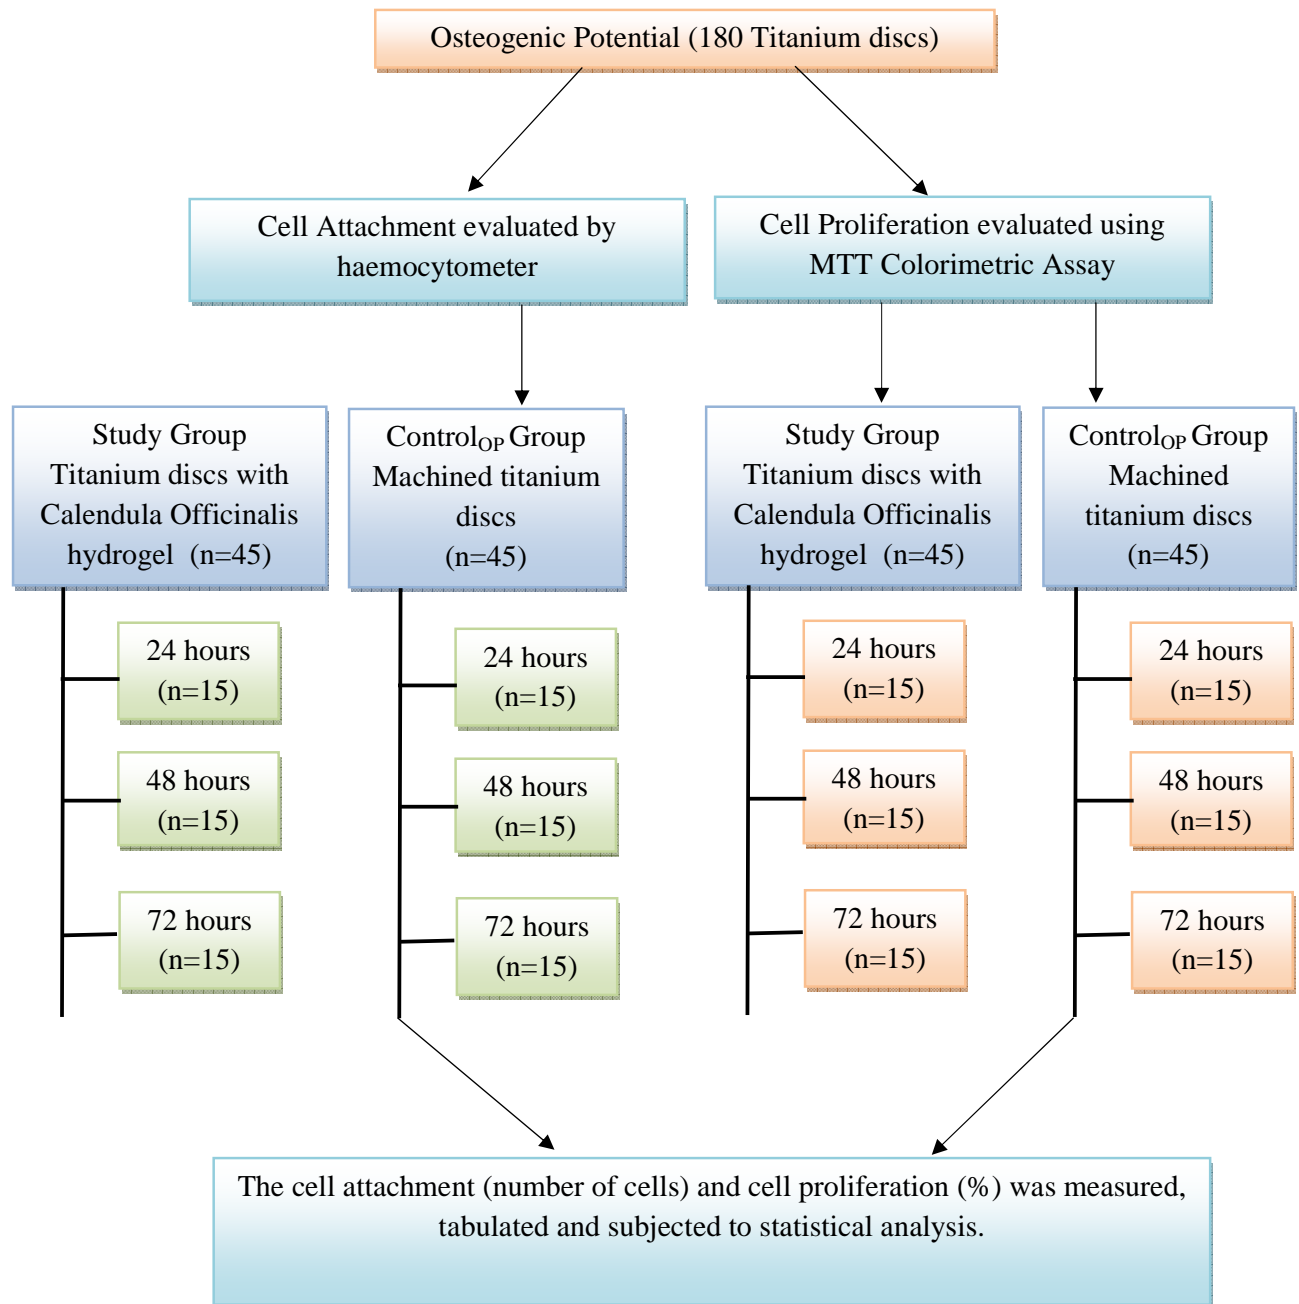 Osteogenic Potential (180 Titanium discs)
Cell Attachment evaluated by
haemocytometer
Cell Proliferation evaluated using
MTT Colorimetric Assay
Study Group
Titanium discs with
Calendula Officinalis
hydrogel (n=45)
ControlOP Group
Machined titanium
discs
(n=45)
Study Group
Titanium discs with
Calendula Officinalis
hydrogel (n=45)
ControlOP Group
Machined
titanium discs
(n=45)
24 hours
(n=15)
48 hours
(n=15)
72 hours
(n=15)
24 hours
(n=15)
48 hours
(n=15)
72 hours
(n=15)
24 hours
(n=15)
48 hours
(n=15)
72 hours
(n=15)
24 hours
(n=15)
48 hours
(n=15)
72 hours
(n=15)
The cell attachment (number of cells) and cell proliferation (%) was measured,
tabulated and subjected to statistical analysis.